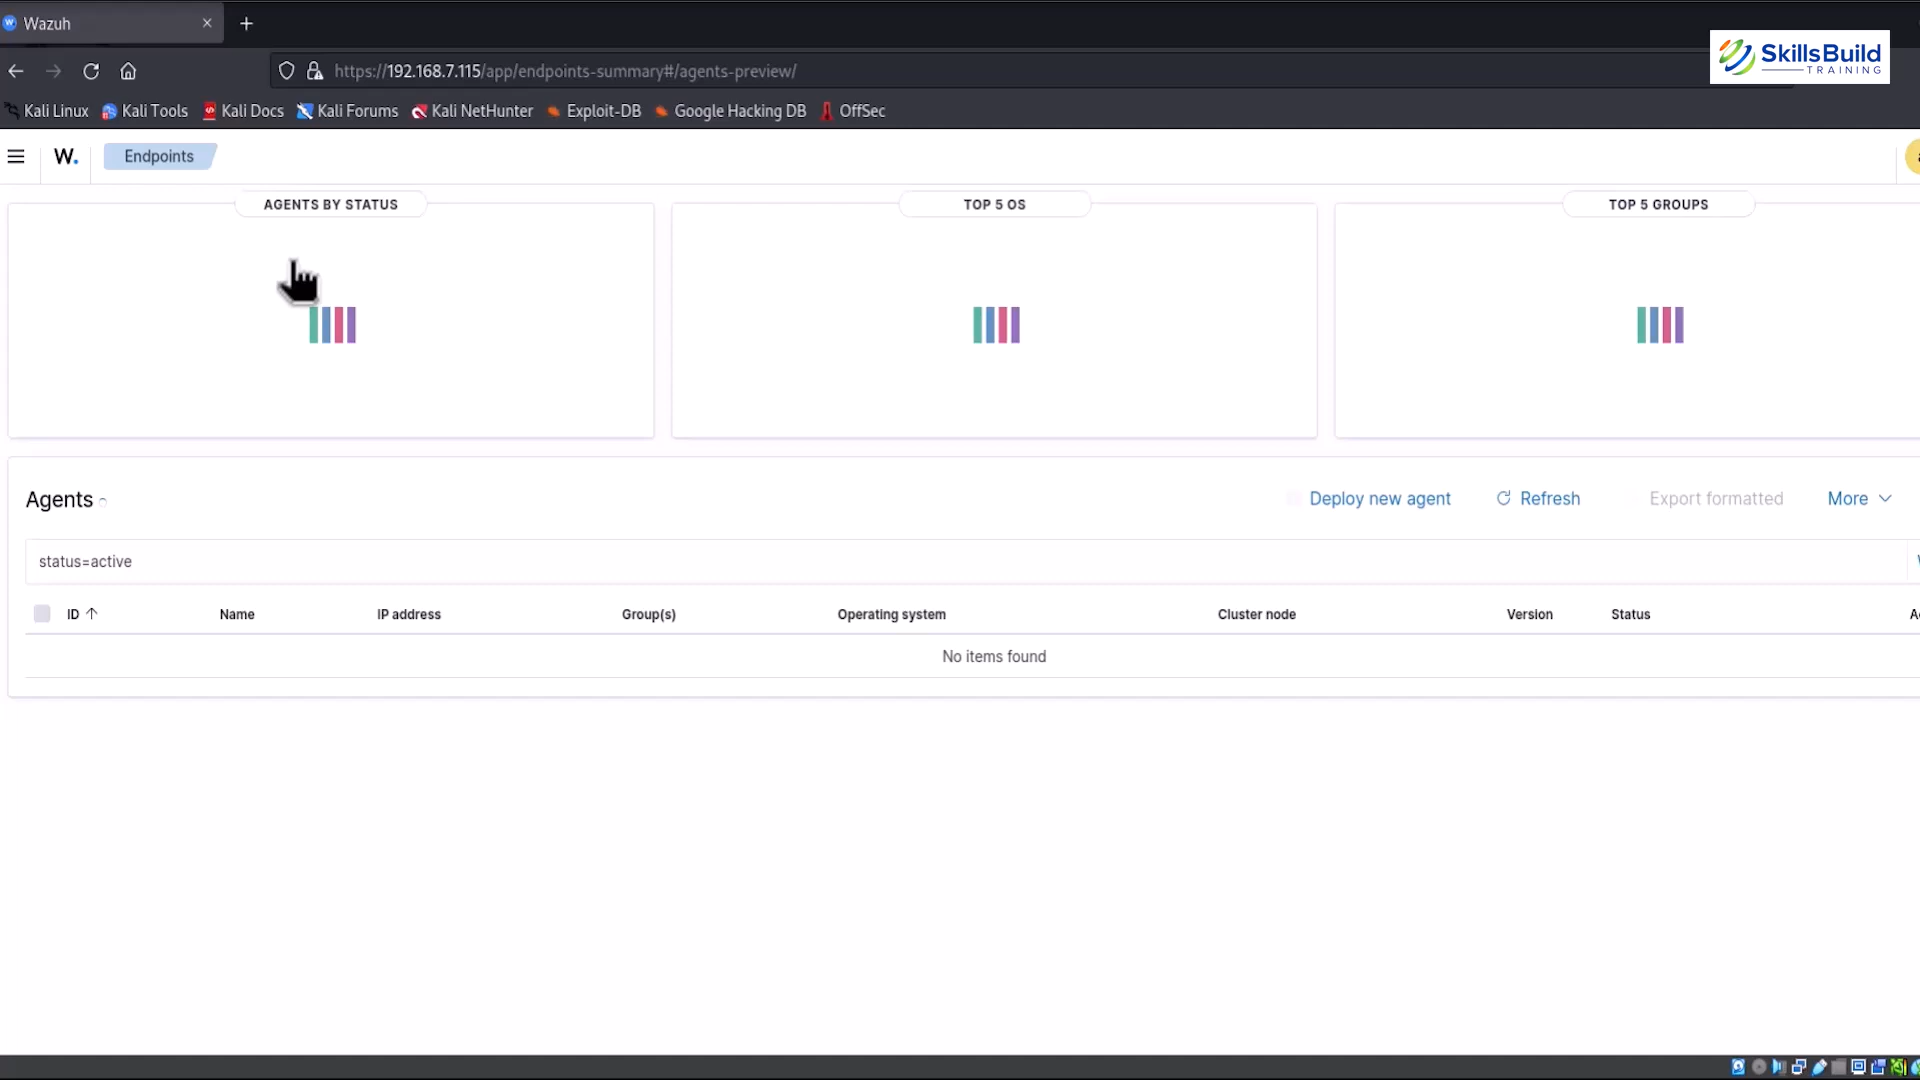 Wazuh
SkillsBuild
TRAINING
https://192.168.7.115/app/endpoints-summary#/agents-preview/
Kali Linux Kali Tools Kali Docs Kali Forums Kali NetHunter Exploit-DB Google Hacking DB OffSec
W. Endpoints
AGENTS BY STATUS TOP 5 OS TOP 5 GROUPS
Agents Deploy new agent Refresh Export formatted More
status=active
ID Name IP address Group(s) Operating system Cluster node Version Status
No items found